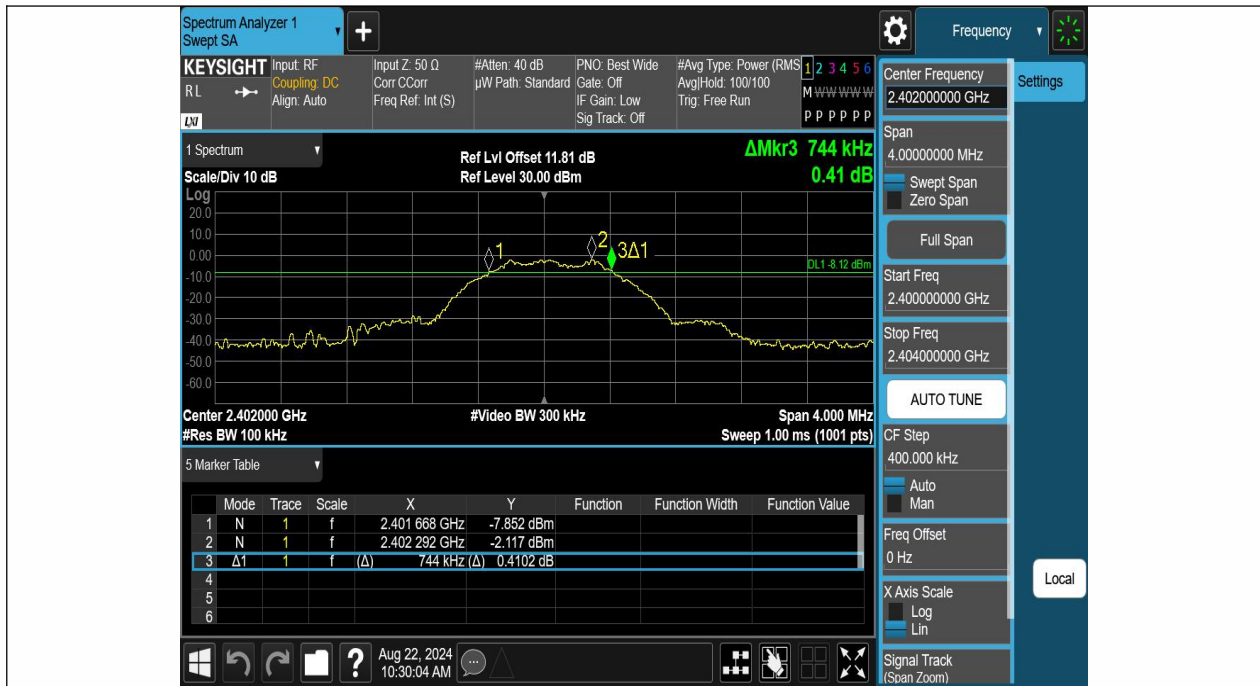 Spectrum Analyzer 1
Swept SA
+
Frequency
KEYSIGHT
RL
LXI
Input: RF
Coupling: DC
Align: Auto
Input Z: 50 Ω
Corr CCorr
Freq Ref: Int (S)
#Atten: 40 dB
µW Path: Standard
PNO: Best Wide
Gate: Off
IF Gain: Low
Sig Track: Off
#Avg Type: Power (RMS
Avg|Hold: 100/100
Trig: Free Run
1 2 3 4 5 6
M W W W W W
P P P P P P
1 Spectrum
Scale/Div 10 dB
Ref Lvl Offset 11.81 dB
Ref Level 30.00 dBm
ΔMkr3 744 kHz
0.41 dB
Log
20.0
10.0
0.00
-10.0
-20.0
-30.0
-40.0
-50.0
-60.0
1
2
3Δ1
DL1 -8.12 dBm
Center 2.402000 GHz
#Res BW 100 kHz
#Video BW 300 kHz
Span 4.000 MHz
Sweep 1.00 ms (1001 pts)
5 Marker Table
Mode Trace Scale X Y Function Function Width Function Value
1 N 1 f 2.401 668 GHz -7.852 dBm
2 N 1 f 2.402 292 GHz -2.117 dBm
3 Δ1 1 f (Δ) 744 kHz (Δ) 0.4102 dB
4
5
6
?
Aug 22, 2024
10:30:04 AM
Center Frequency
2.402000000 GHz
Span
4.00000000 MHz
Swept Span
Zero Span
Full Span
Start Freq
2.400000000 GHz
Stop Freq
2.404000000 GHz
AUTO TUNE
CF Step
400.000 kHz
Auto
Man
Freq Offset
0 Hz
X Axis Scale
Log
Lin
Signal Track
(Span Zoom)
Settings
Local